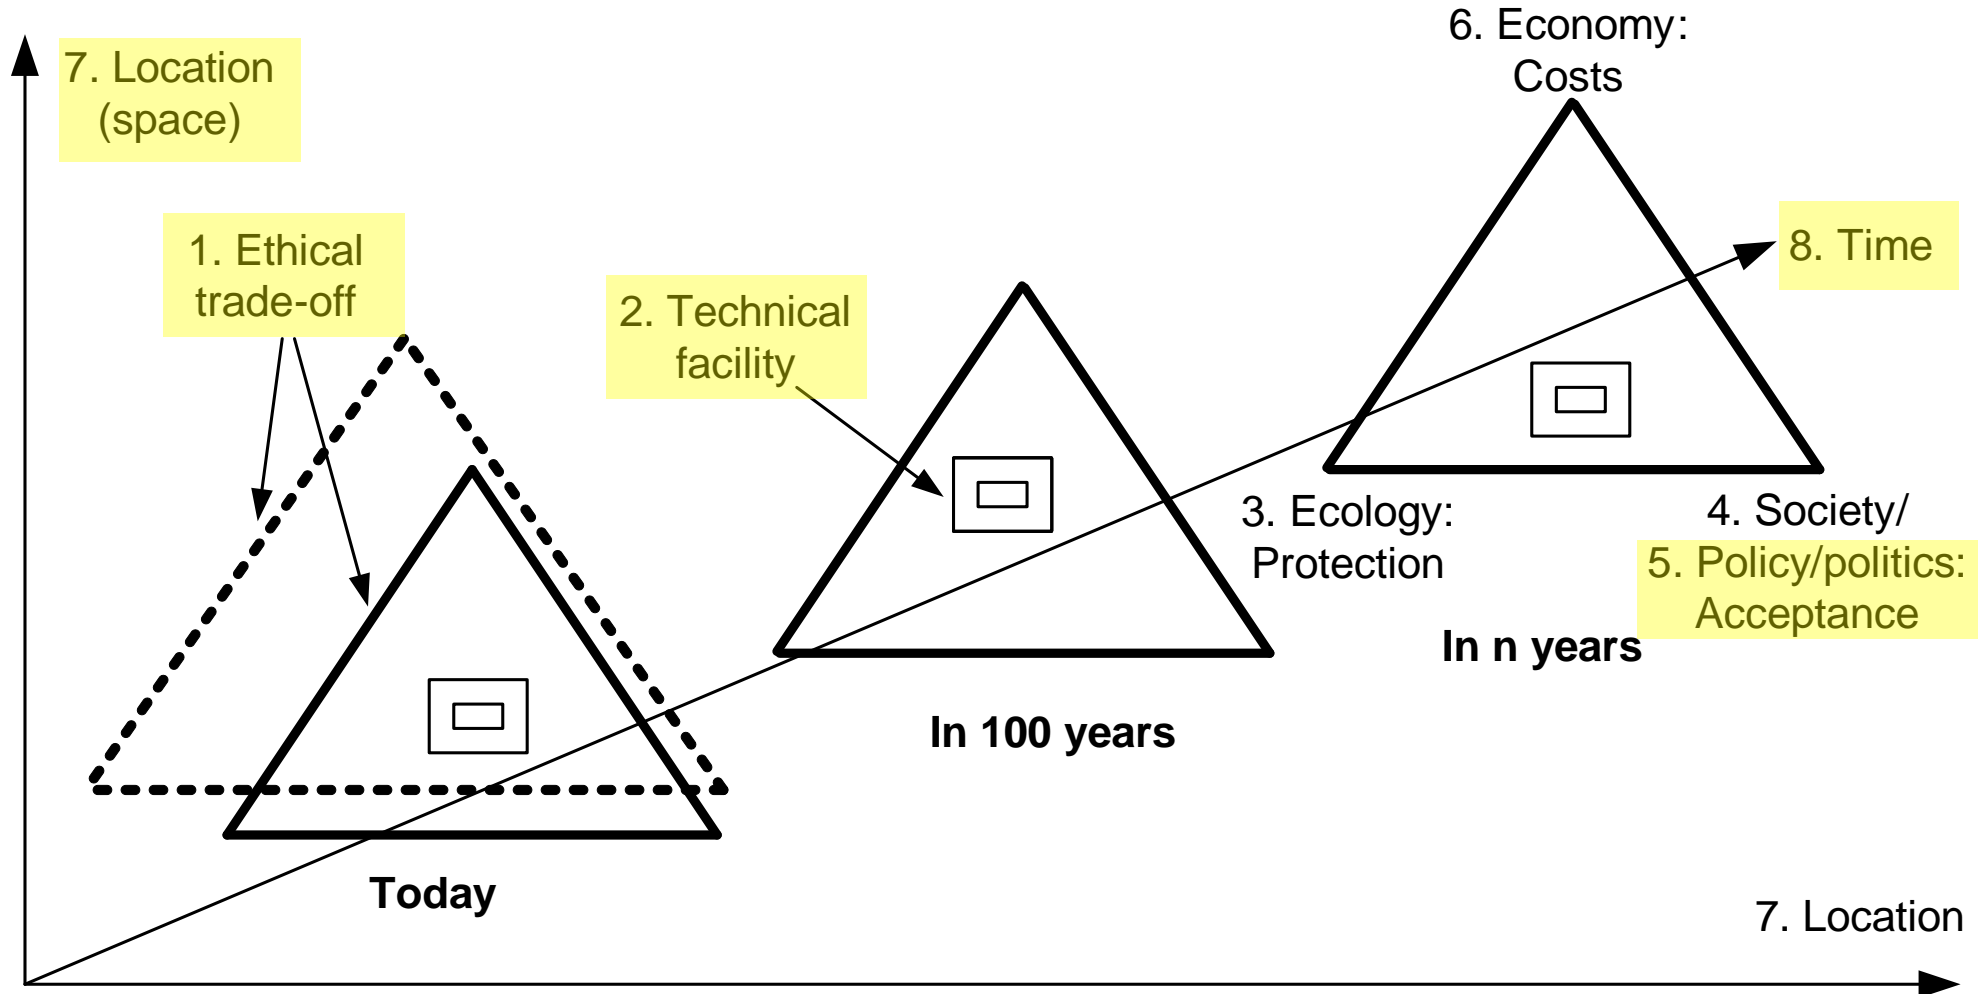 6. Economy:
Costs
7. Location
(space)
1. Ethical
trade-off
8. Time
2. Technical
facility
3. Ecology:
Protection
4. Society/
5. Policy/politics:
Acceptance
In n years
In 100 years
Today
7. Location